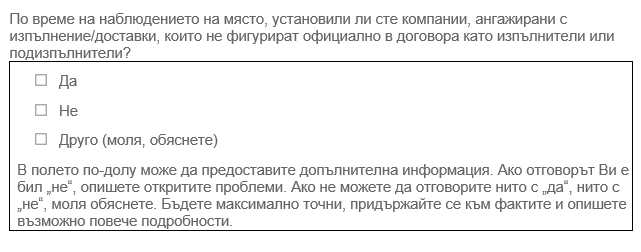 По време на наблюдението на място, установили ли сте компании, ангажирани с
изпълнение/доставки, които не фигурират официално в договора като изпълнители или
подизпълнители?
Да
Не
Друго (моля, обяснете)
В полето по-долу може да предоставите допълнителна информация. Ако отговорът Ви е
бил „не“, опишете откритите проблеми. Ако не можете да отговорите нито с „да“, нито с
„не“, моля обяснете. Бъдете максимално точни, придържайте се към фактите и опишете
възможно повече подробности.